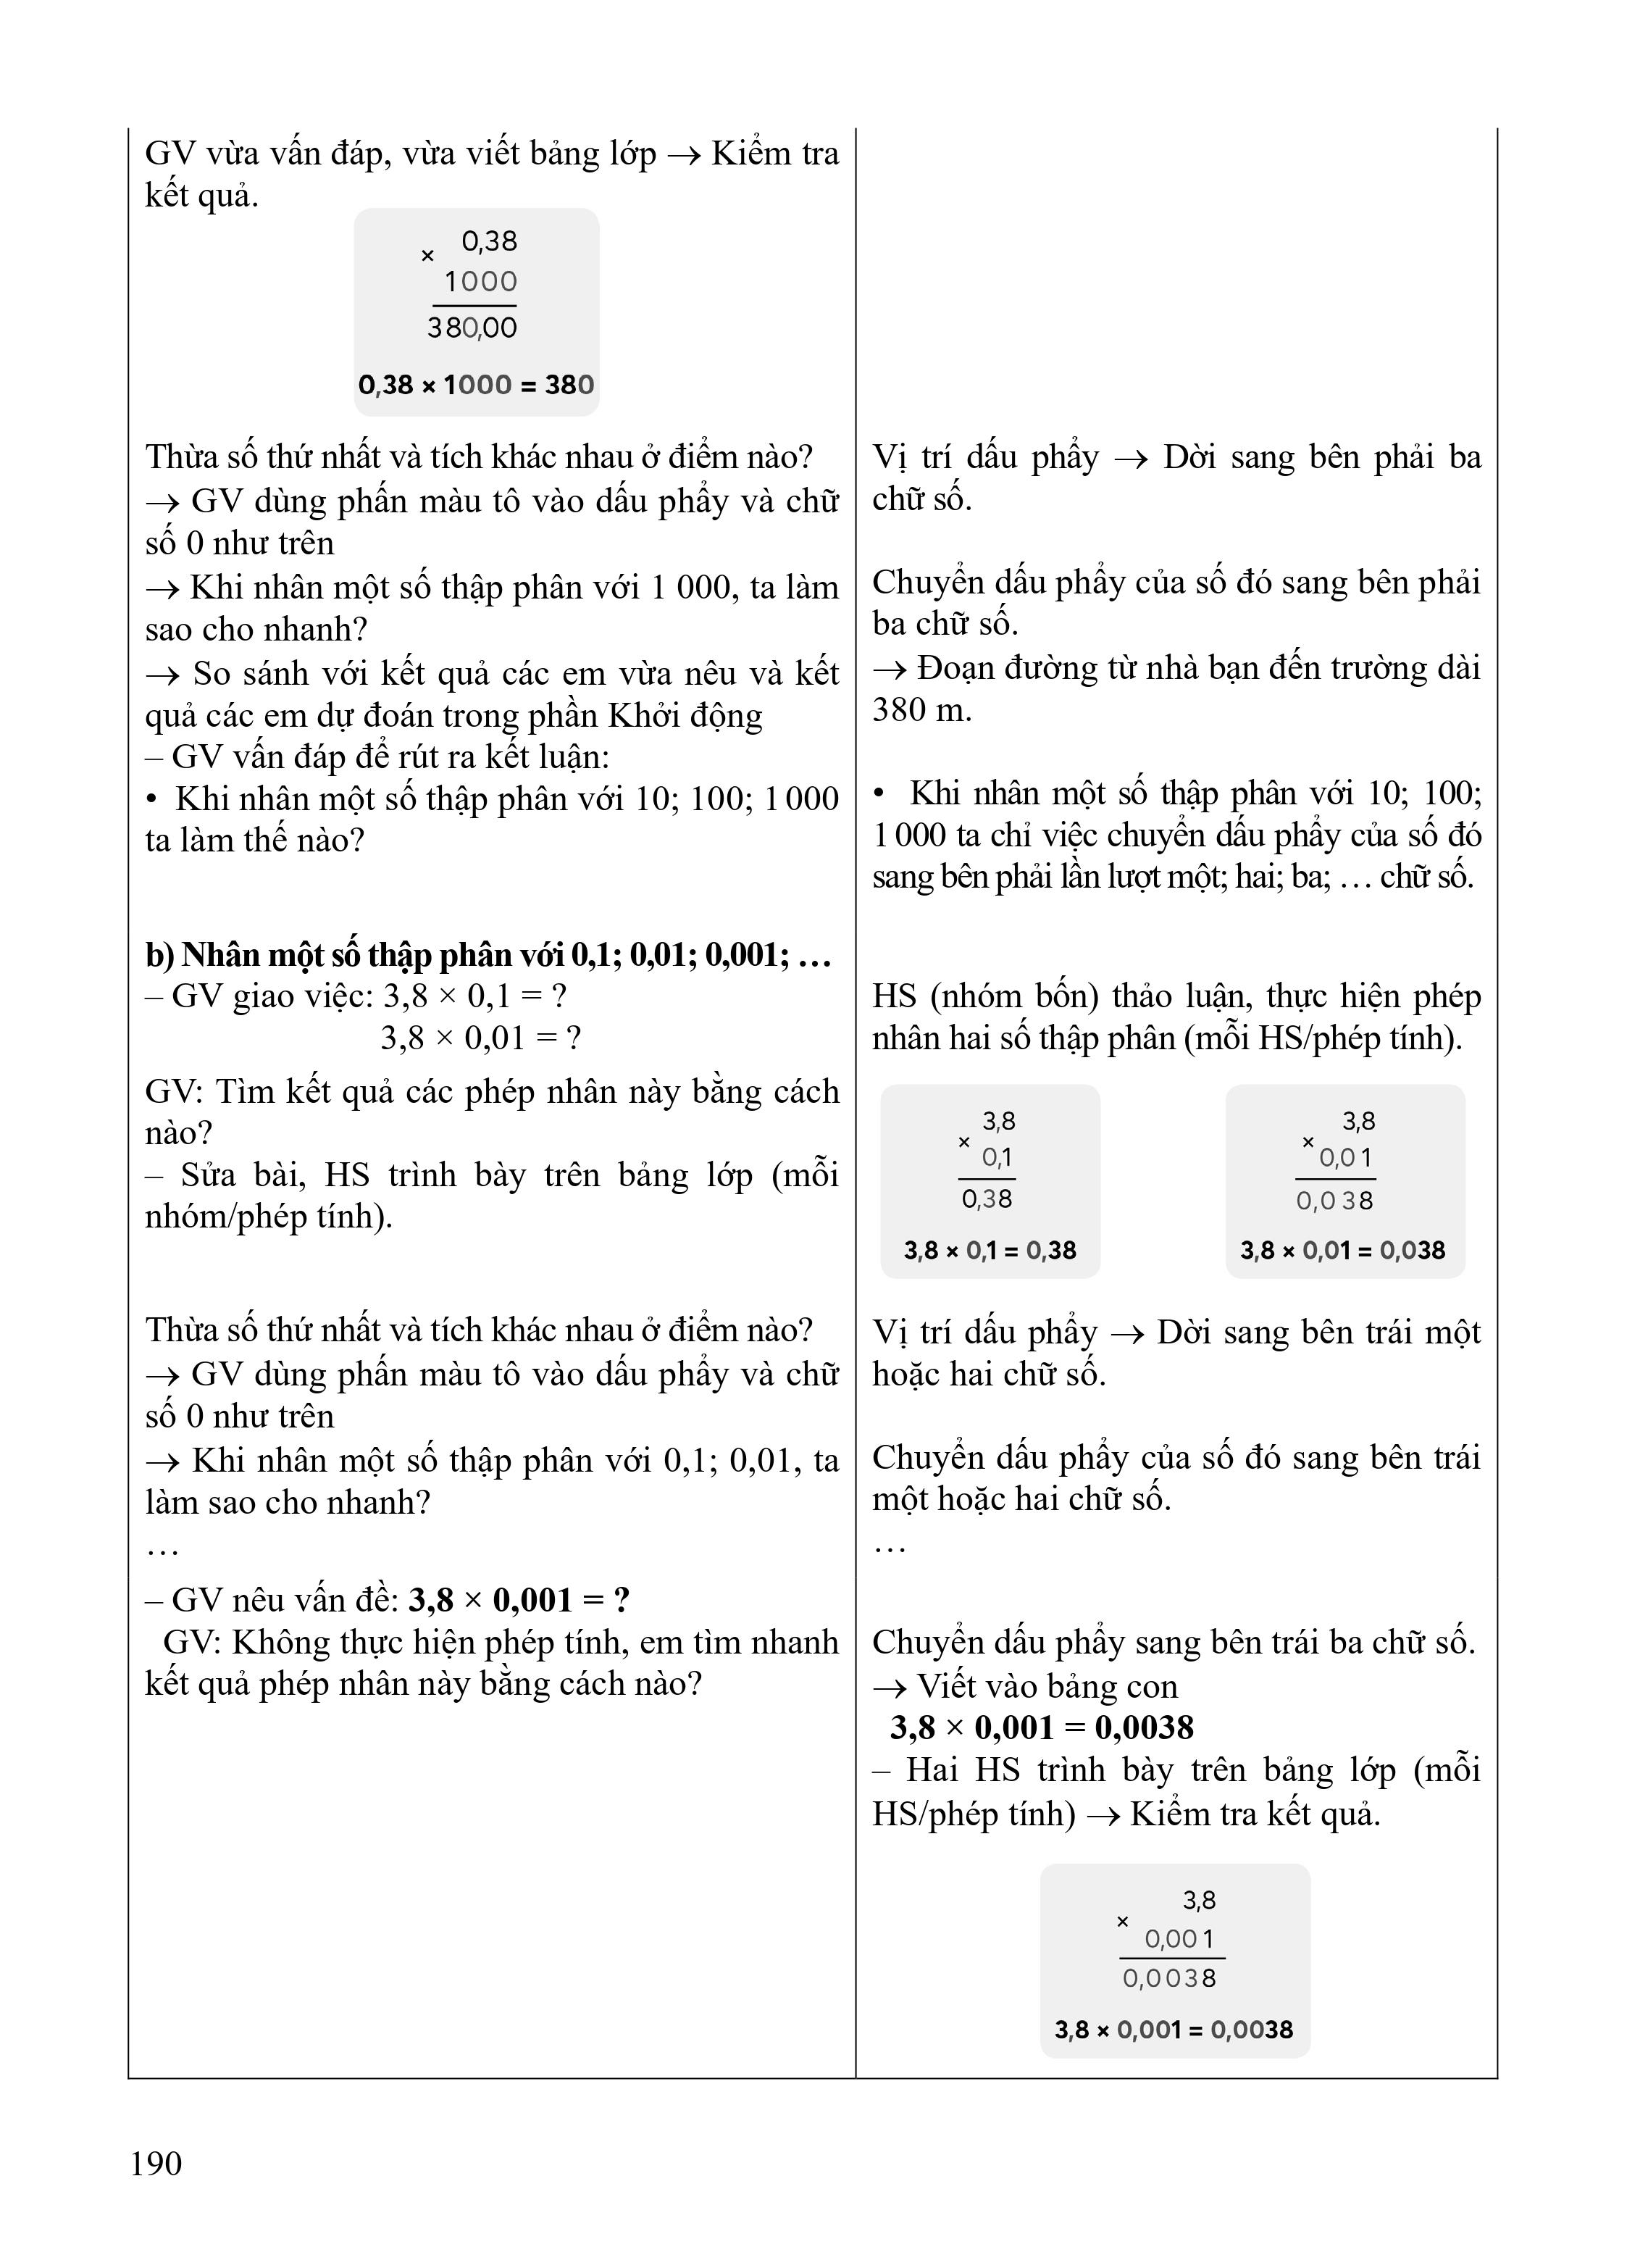 GV vừa vấn đáp, vừa viết bảng lớp → Kiểm tra
kết quả.
0,38
×
1000
380,00
0,38 × 1000 = 380
Thừa số thứ nhất và tích khác nhau ở điểm nào?
→ GV dùng phấn màu tô vào dấu phẩy và chữ
số 0 như trên
→ Khi nhân một số thập phân với 1 000, ta làm
sao cho nhanh?
→ So sánh với kết quả các em vừa nêu và kết
quả các em dự đoán trong phần Khởi động
– GV vấn đáp để rút ra kết luận:
• Khi nhân một số thập phân với 10; 100; 1 000
ta làm thế nào?
Vị trí dấu phẩy → Dời sang bên phải ba
chữ số.
Chuyển dấu phẩy của số đó sang bên phải
ba chữ số.
→ Đoạn đường từ nhà bạn đến trường dài
380 m.
• Khi nhân một số thập phân với 10; 100;
1 000 ta chỉ việc chuyển dấu phẩy của số đó
sang bên phải lần lượt một; hai; ba; … chữ số.
b) Nhân một số thập phân với 0,1; 0,01; 0,001; …
– GV giao việc: 3,8 × 0,1 = ?
3,8 × 0,01 = ?
GV: Tìm kết quả các phép nhân này bằng cách
nào?
– Sửa bài, HS trình bày trên bảng lớp (mỗi
nhóm/phép tính).
HS (nhóm bốn) thảo luận, thực hiện phép
nhân hai số thập phân (mỗi HS/phép tính).
3,8
×
0,1
0,38
3,8 × 0,1 = 0,38
3,8
×
0,01
0,038
3,8 × 0,01 = 0,038
Thừa số thứ nhất và tích khác nhau ở điểm nào?
→ GV dùng phấn màu tô vào dấu phẩy và chữ
số 0 như trên
→ Khi nhân một số thập phân với 0,1; 0,01, ta
làm sao cho nhanh?
…
Vị trí dấu phẩy → Dời sang bên trái một
hoặc hai chữ số.
Chuyển dấu phẩy của số đó sang bên trái
một hoặc hai chữ số.
…
– GV nêu vấn đề: 3,8 × 0,001 = ?
GV: Không thực hiện phép tính, em tìm nhanh
kết quả phép nhân này bằng cách nào?
Chuyển dấu phẩy sang bên trái ba chữ số.
→ Viết vào bảng con
3,8 × 0,001 = 0,0038
– Hai HS trình bày trên bảng lớp (mỗi
HS/phép tính) → Kiểm tra kết quả.
3,8
×
0,001
0,0038
3,8 × 0,001 = 0,0038
190